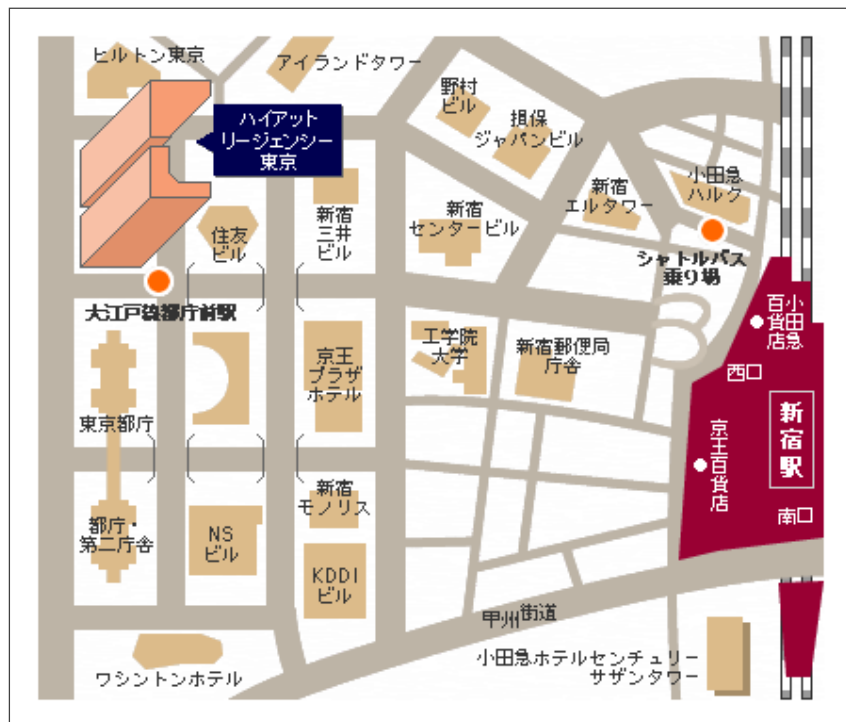 ヒルトン東京
アイランドタワー
野村
ビル
損保
ジャパンビル
ハイアット
リージェンシー
東京
小田急
ハルク
新宿
エルタワー
新宿
三井
ビル
新宿
センタービル
住友
ビル
シャトルバス
乗り場
大江戸線都庁前駅
小田急
百貨店
工学院
大学
新宿郵便局
庁舎
京王
プラザ
ホテル
西口
新宿駅
東京都庁
京王百貨店
南口
新宿
モノリス
都庁・
第二庁舎
NS
ビル
KDDI
ビル
甲州街道
小田急ホテルセンチュリー
サザンタワー
ワシントンホテル